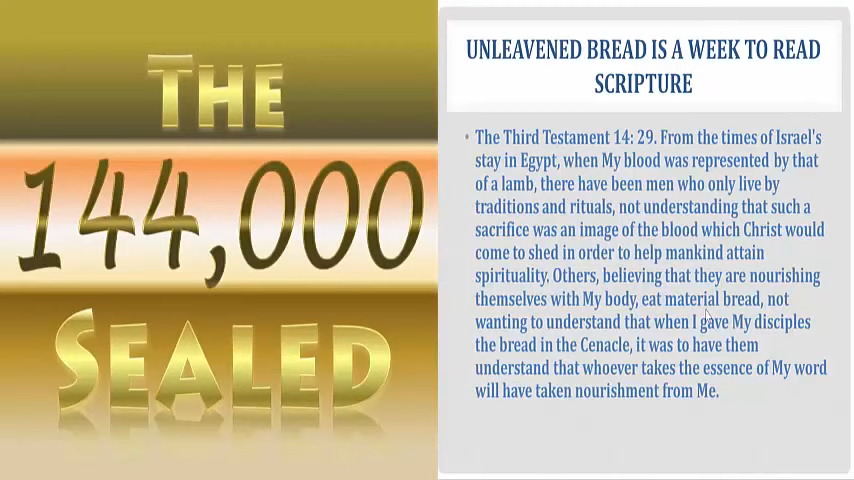 THE
144,000
SEALED
UNLEAVENED BREAD IS A WEEK TO READ
SCRIPTURE
• The Third Testament 14: 29. From the times of Israel's
stay in Egypt, when My blood was represented by that
of a lamb, there have been men who only live by
traditions and rituals, not understanding that such a
sacrifice was an image of the blood which Christ would
come to shed in order to help mankind attain
spirituality. Others, believing that they are nourishing
themselves with My body, eat material bread, not
wanting to understand that when I gave My disciples
the bread in the Cenacle, it was to have them
understand that whoever takes the essence of My word
will have taken nourishment from Me.